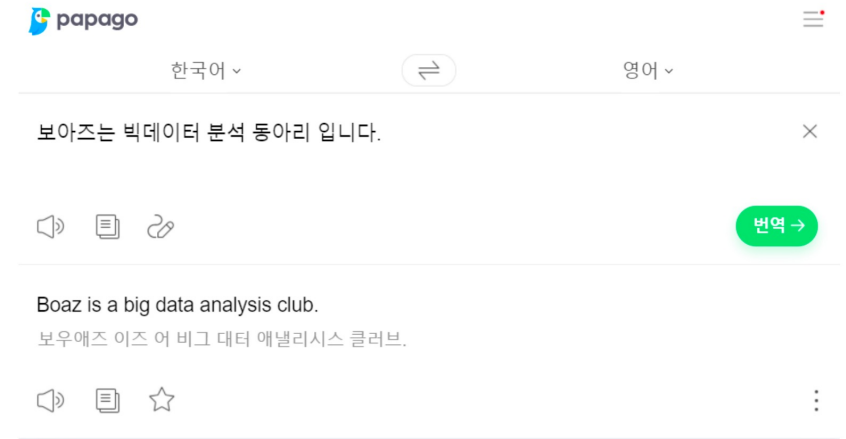 papago
한국어 영어
보아즈는 빅데이터 분석 동아리 입니다.
번역
Boaz is a big data analysis club.
보우애즈 이즈 어 비그 대터 애낼리시스 클러브.